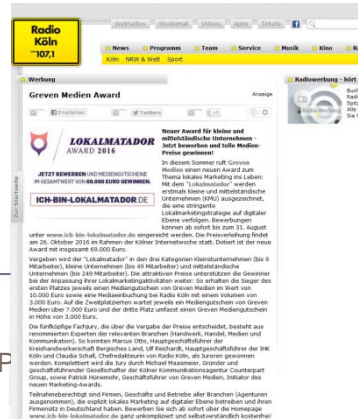 Radio
Köln
107,1
Webradios
Studiomat
Videos
Apps
Tickets
News
Programm
Team
Service
Musik
Kino
Köln NRW & Welt Sport
Werbung
Greven Medien Award
Anzeige
Radiowerbung - hört
Empfehlen
Twittern
Zur Startseite
LOKALMATADOR
AWARD 2016
JETZT BEWERBEN UND MEDIENGUTSCHEINE
IM GESAMTWERT VON 69.000 EURO GEWINNEN.
ICH-BIN-LOKALMATADOR.DE
Neuer Award für kleine und
mittelständische Unternehmen -
Jetzt bewerben und tolle Medien-
Preise gewinnen!
In diesem Sommer ruft Greven
Medien einen neuen Award zum
Thema lokales Marketing ins Leben:
Mit dem "Lokalmatador" werden
erstmals kleine und mittelständische
Unternehmen (KMU) ausgezeichnet,
die eine stringente
Lokalmarketingstrategie auf digitaler
Ebene verfolgen. Bewerbungen
können ab sofort bis zum 31. August
unter www.ich-bin-lokalmatador.de eingereicht werden. Die Preisverleihung findet
am 26. Oktober 2016 im Rahmen der Kölner Internetwoche statt. Dotiert ist der neue
Award mit insgesamt 69.000 Euro.
Vergeben wird der "Lokalmatador" in den drei Kategorien Kleinstunternehmen (bis 9
Mitarbeiter), kleine Unternehmen (bis 49 Mitarbeiter) und mittelständische
Unternehmen (bis 249 Mitarbeiter). Die attraktiven Preise unterstützen die Gewinner
bei der Anpassung ihrer Lokalmarketingaktivitäten weiter: So erhalten die Sieger des
ersten Platzes jeweils einen Mediengutschein von Greven Medien im Wert von
10.000 Euro sowie eine Mediawerbuchung bei Radio Köln mit einem Volumen von
3.000 Euro. Auf die Zweitplatzierten wartet jeweils ein Mediengutschein von Greven
Medien über 7.000 Euro und der dritte Platz umfasst einen Greven Mediengutschein
in Höhe von 3.000 Euro.
Die fünfköpfige Fachjury, die über die Vergabe der Preise entscheidet, besteht aus
renommierten Experten der relevanten Branchen (Handwerk, Handel, Medien und
Kommunikation). So konnten Marcus Otto, Hauptgeschäftsführer der
Kreishandwerkerschaft Bergisches Land, Ulf Reichardt, Hauptgeschäftsführer der IHK
Köln und Claudia Schall, Chefredakteurin von Radio Köln, als Juroren gewonnen
werden. Komplettiert wird die Jury durch Michael Massmeier, Gründer und
geschäftsführender Gesellschafter der Kölner Kommunikationsagentur Counterpart
Group, sowie Patrick Hünemohr, Geschäftsführer von Greven Medien, Initiator des
neuen Marketing-Awards.
Teilnahmeberechtigt sind Firmen, Geschäfte und Betriebe aller Branchen (Agenturen
ausgenommen), die explizit lokales Marketing auf digitaler Ebene betreiben und ihren
Firmensitz in Deutschland haben. Bewerben Sie sich ab sofort über die Homepage
www.ich-bin-lokalmatador.de ganz unkompliziert und selbstverständlich kostenfrei